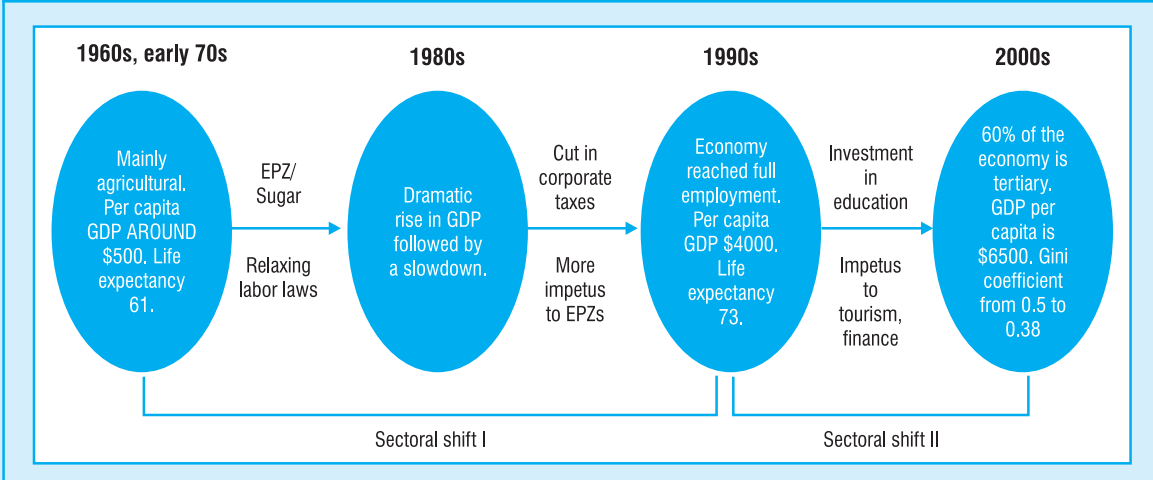 1960s, early 70s
Mainly
agricultural.
Per capita
GDP AROUND
$500. Life
expectancy
61.
EPZ/
Sugar
Relaxing
labor laws
1980s
Dramatic
rise in GDP
followed by
a slowdown.
Cut in
corporate
taxes
More
impetus
to EPZs
1990s
Economy
reached full
employment.
Per capita
GDP $4000.
Life
expectancy
73.
Investment
in
education
Impetus
to
tourism,
finance
2000s
60% of the
economy is
tertiary.
GDP per
capita is
$6500. Gini
coefficient
from 0.5 to
0.38
Sectoral shift I
Sectoral shift II